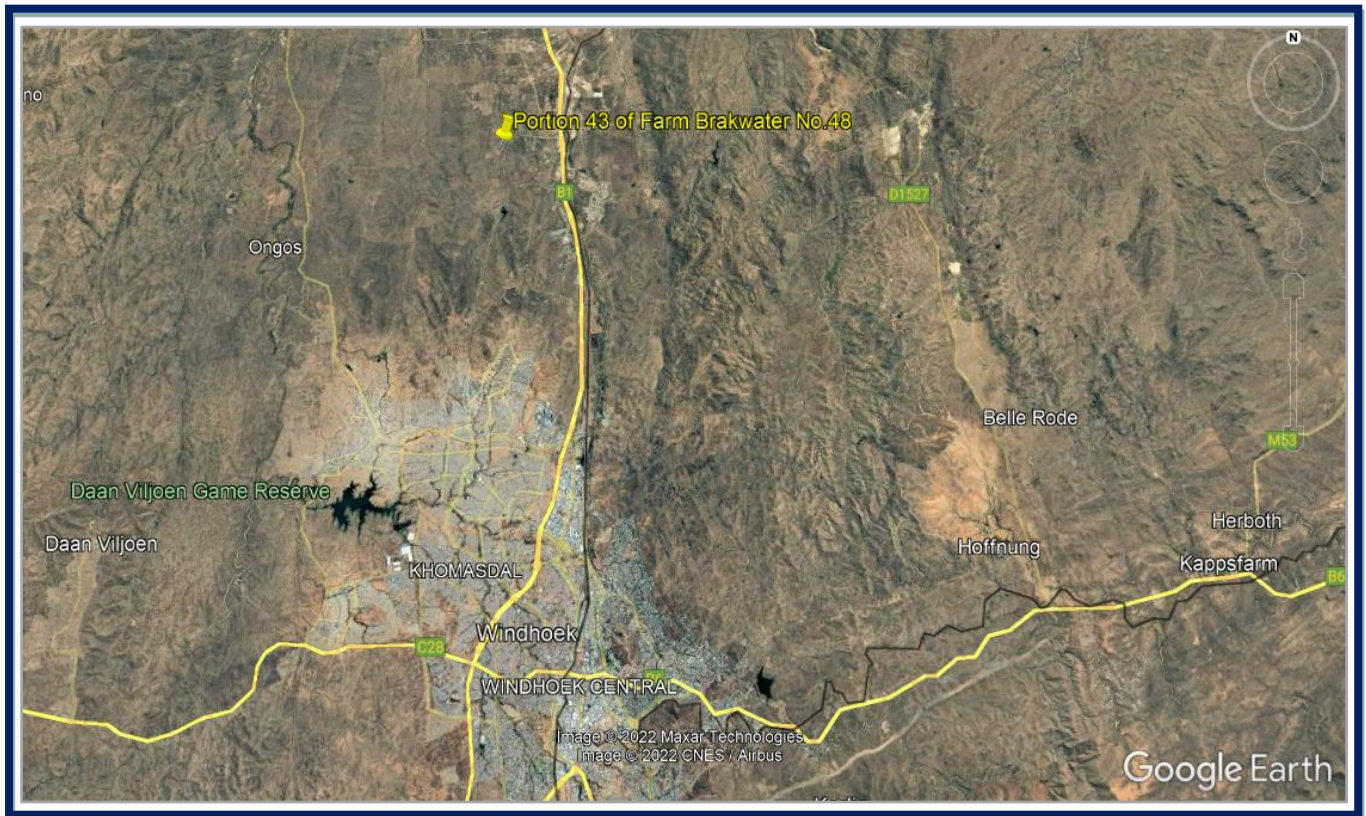 N
no
Portion 43 of Farm Brakwater No.48
B1
D1527
Ongos
Belle Rode
M53
Daan Viljoen Game Reserve
Herboth
Daan Viljoen
Hoffnung
Kappsfarm
KHOMASDAL
B6
Windhoek
C28
WINDHOEK CENTRAL
Image © 2022 Maxar Technologies
Image © 2022 CNES / Airbus
Google Earth